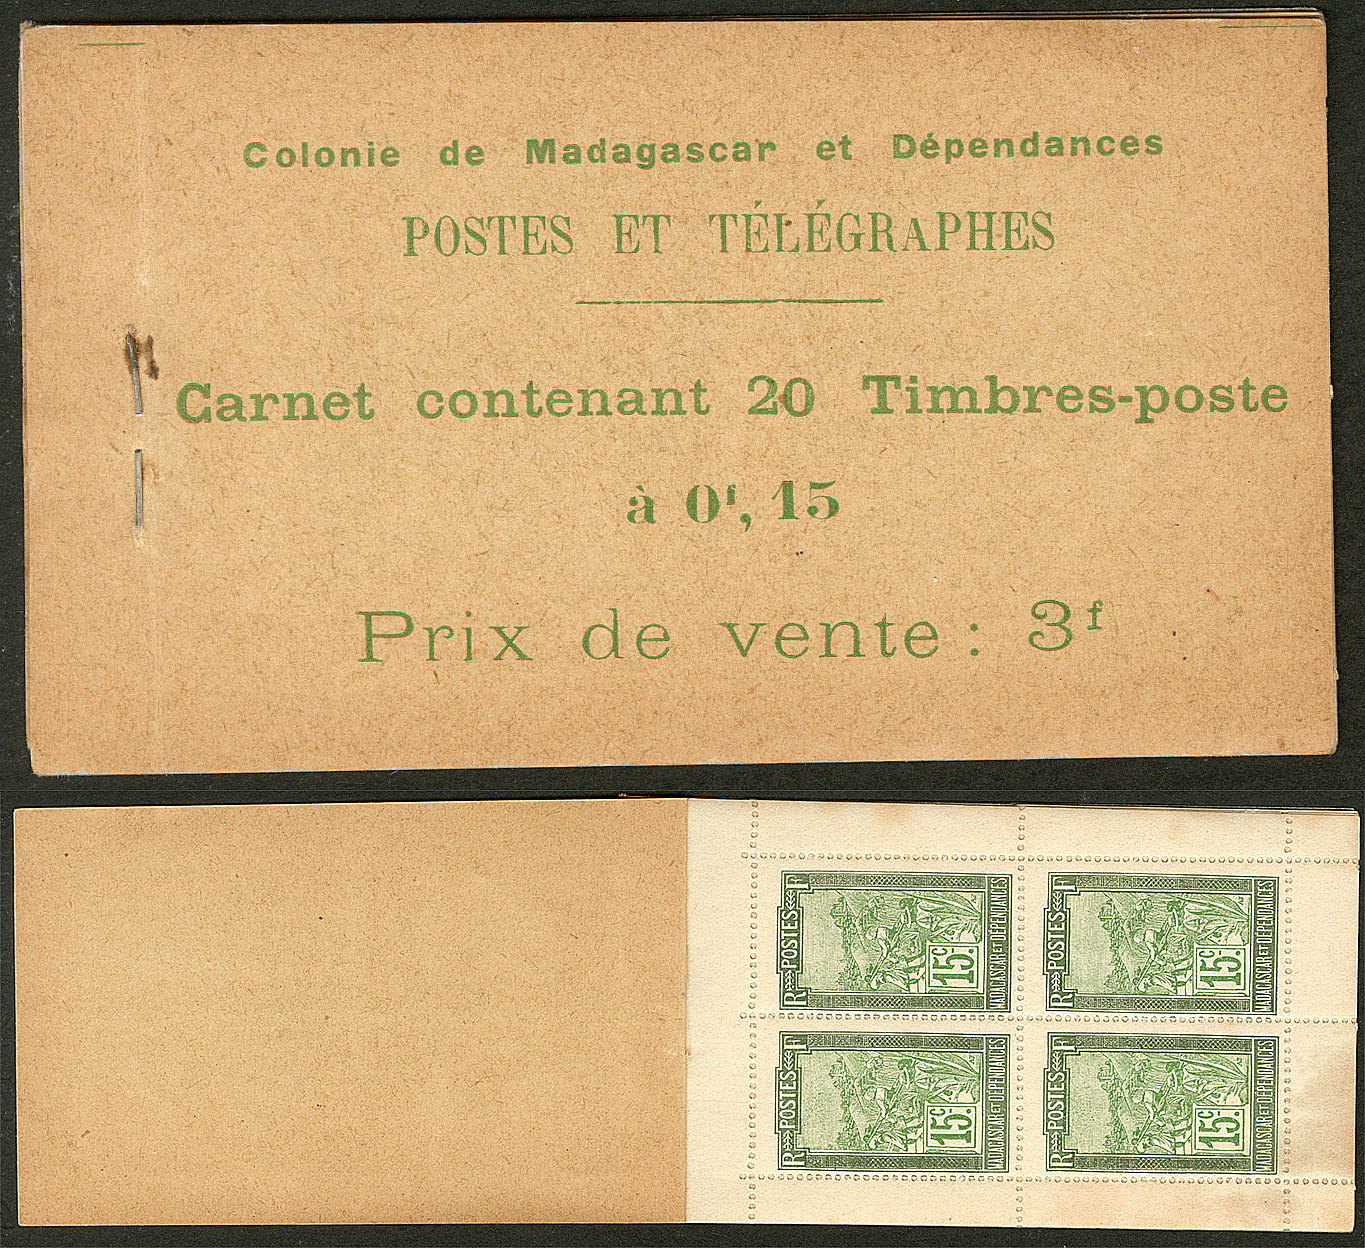 Colonie de Madagascar et Dépendances
POSTES ET TÉLÉGRAPHES
Carnet contenant 20 Timbres-poste
à 0f, 15
Prix de vente : 3f
R POSTES F
15c.
MADAGASCAR ET DÉPENDANCES
R POSTES F
15c.
MADAGASCAR ET DÉPENDANCES
R POSTES F
15c.
MADAGASCAR ET DÉPENDANCES
R POSTES F
15c.
MADAGASCAR ET DÉPENDANCES